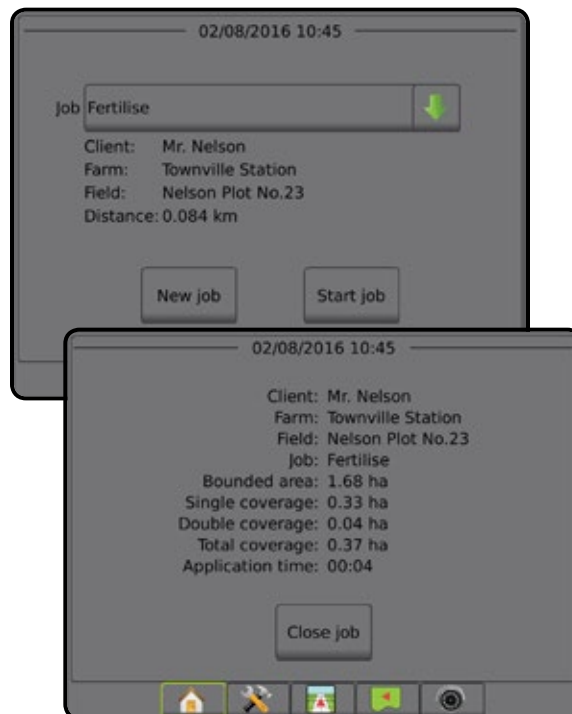 02/08/2016 10:45
Job Fertilise
Client: Mr. Nelson
Farm: Townville Station
Field: Nelson Plot No.23
Distance: 0.084 km
New job Start job
02/08/2016 10:45
Client: Mr. Nelson
Farm: Townville Station
Field: Nelson Plot No.23
Job: Fertilise
Bounded area: 1.68 ha
Single coverage: 0.33 ha
Double coverage: 0.04 ha
Total coverage: 0.37 ha
Application time: 00:04
Close job